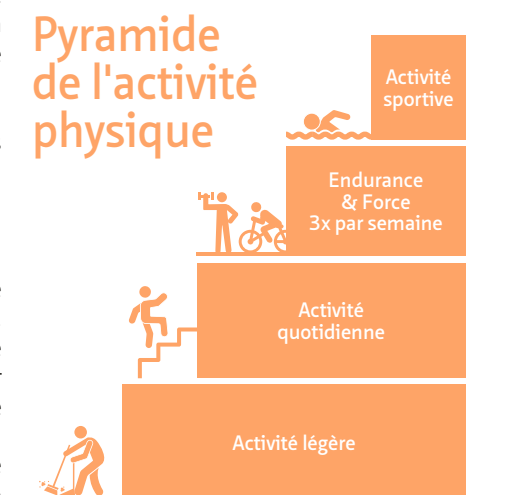 Pyramide
de l'activité
physique
Activité
sportive
Endurance
& Force
3x par semaine
Activité
quotidienne
Activité légère